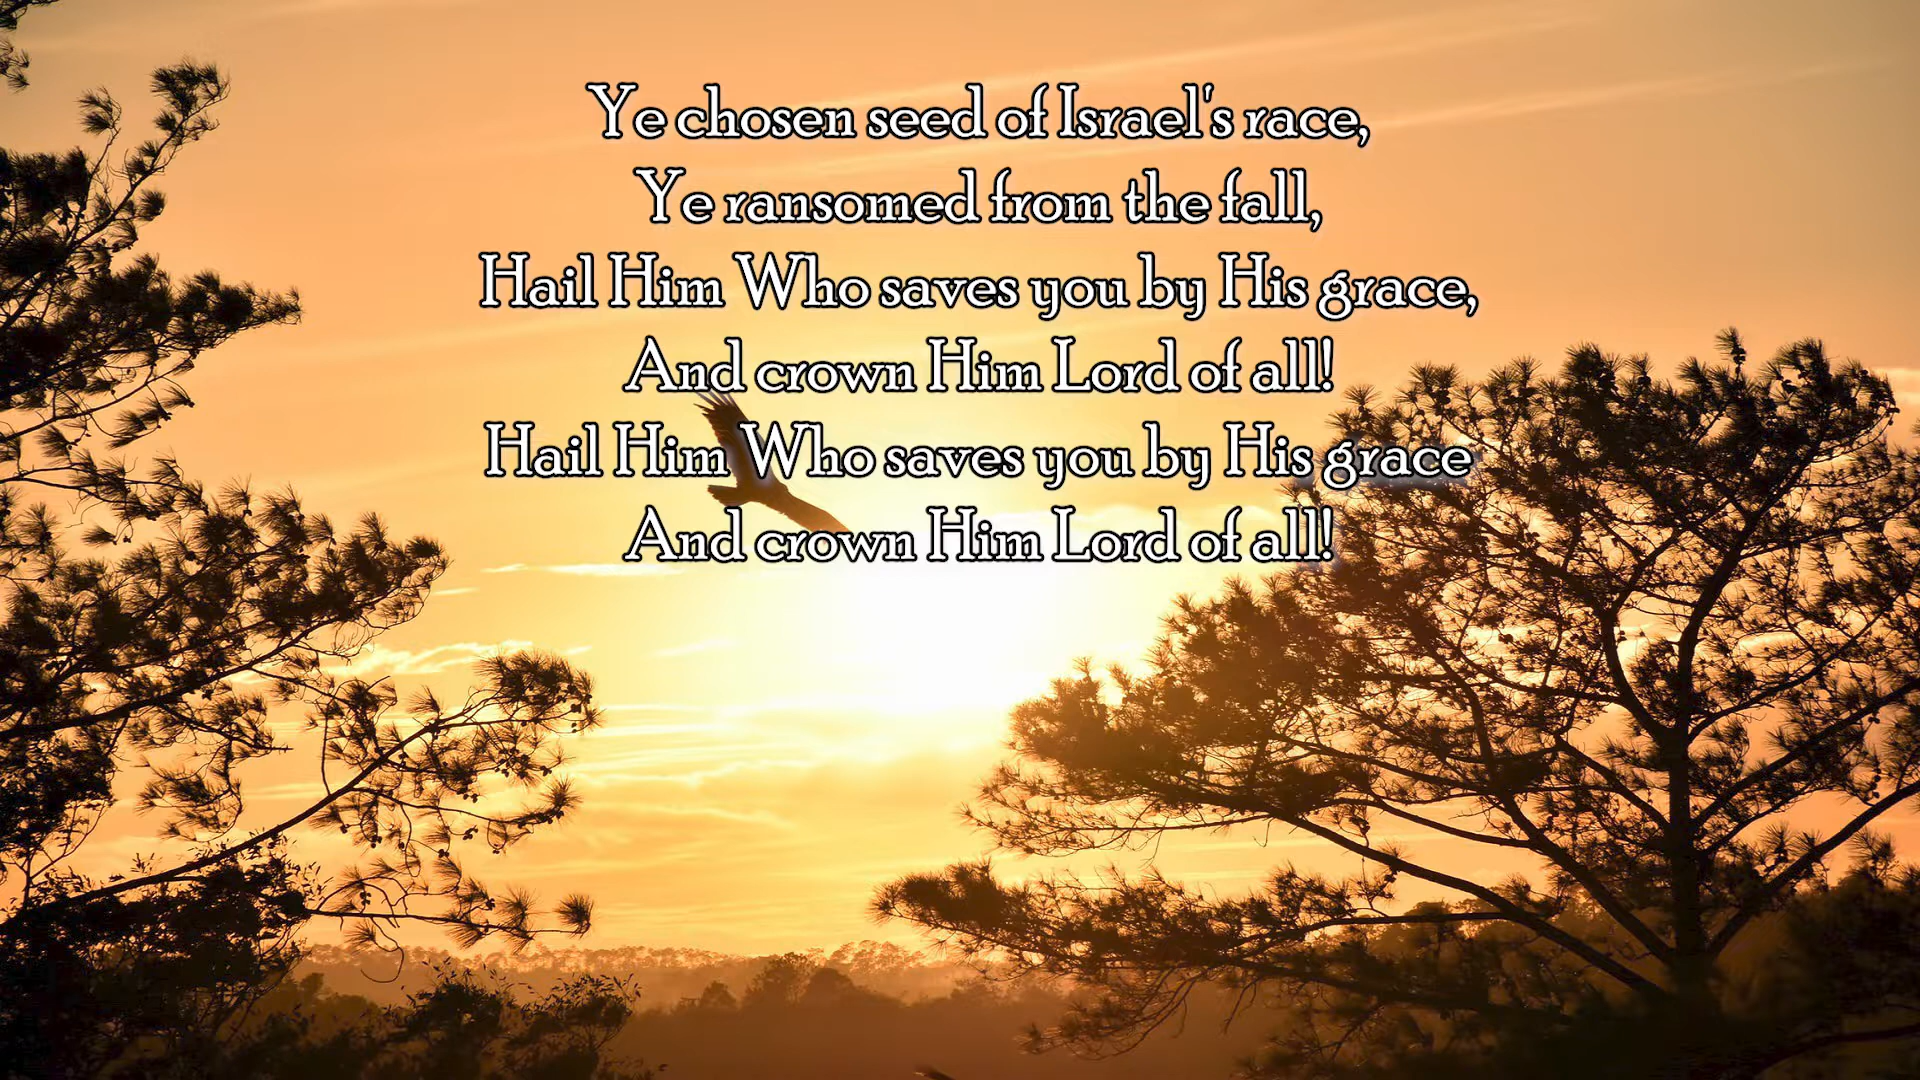 Ye chosen seed of Israel's race,
Ye ransomed from the fall,
Hail Him Who saves you by His grace,
And crown Him Lord of all!
Hail Him Who saves you by His grace
And crown Him Lord of all!